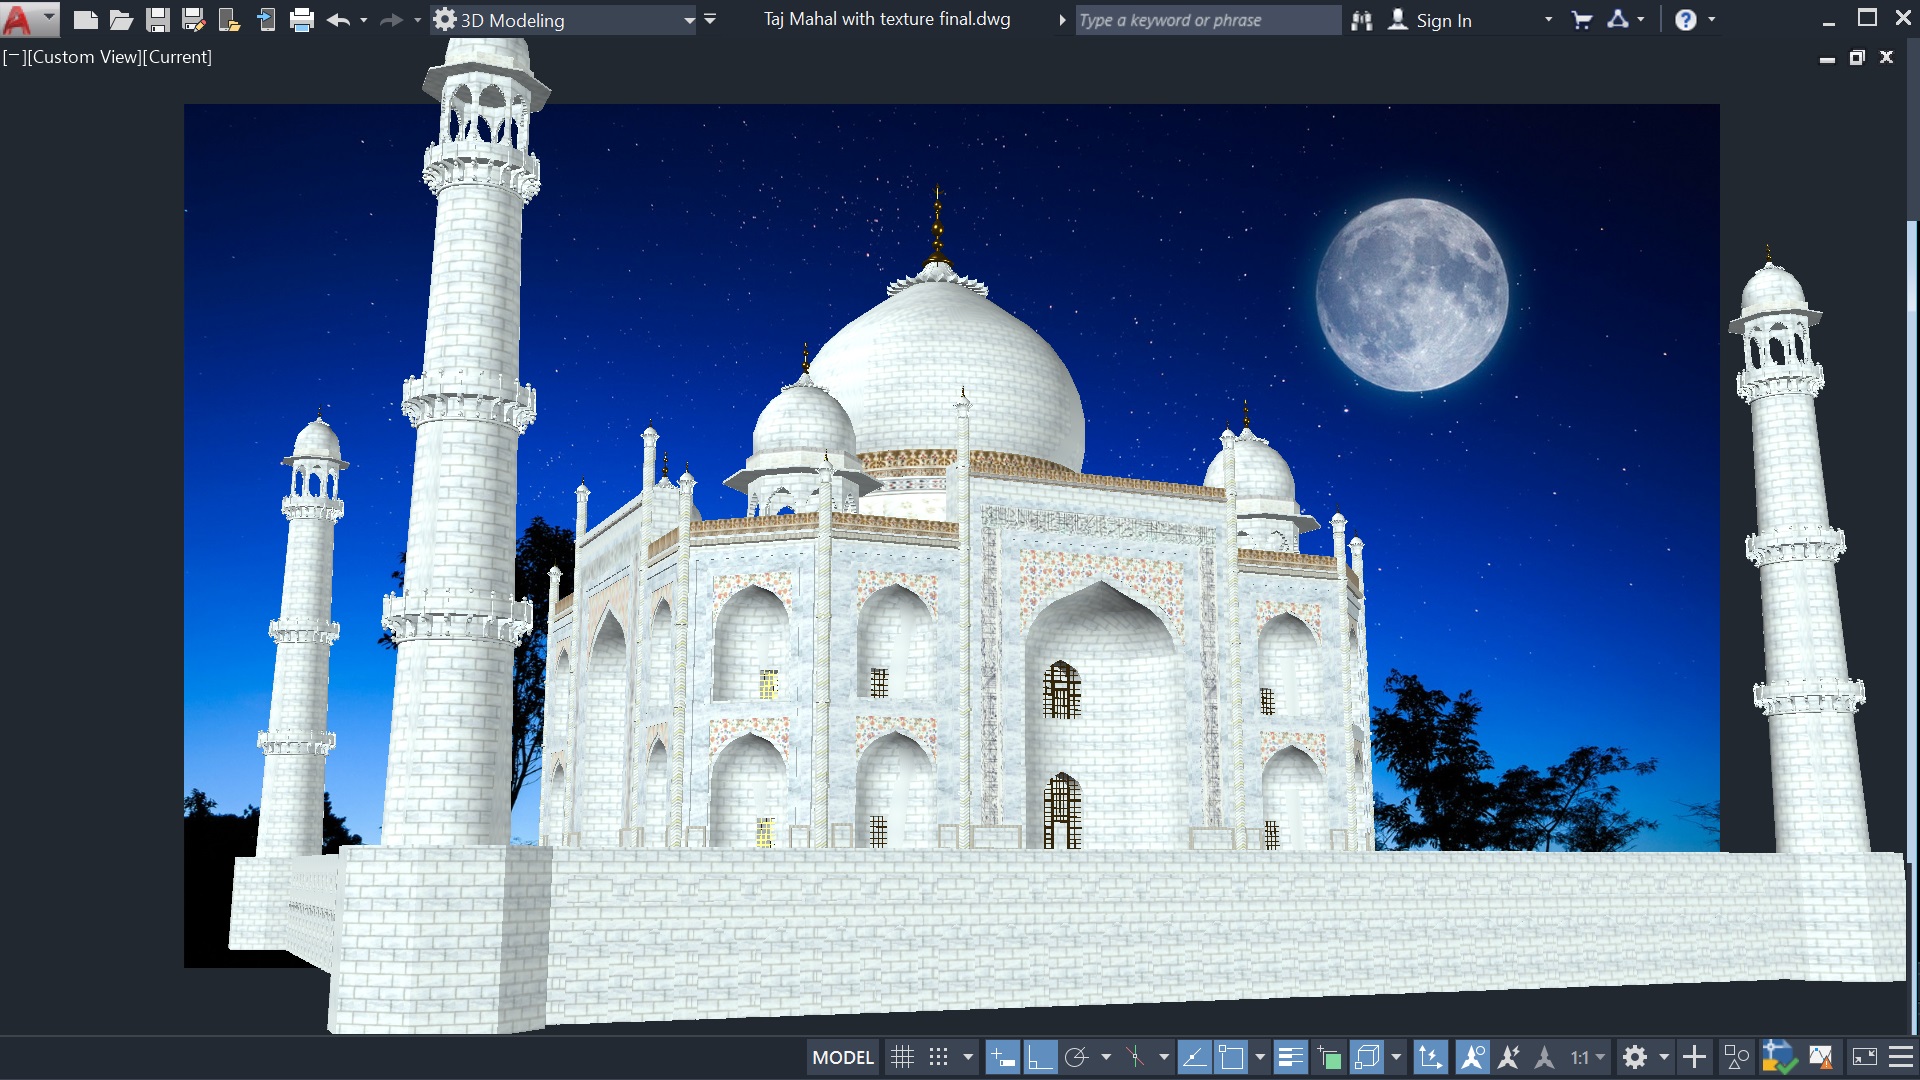 3D Modeling
Taj Mahal with texture final.dwg
Type a keyword or phrase
Sign In
[−][Custom View][Current]
MODEL
1:1